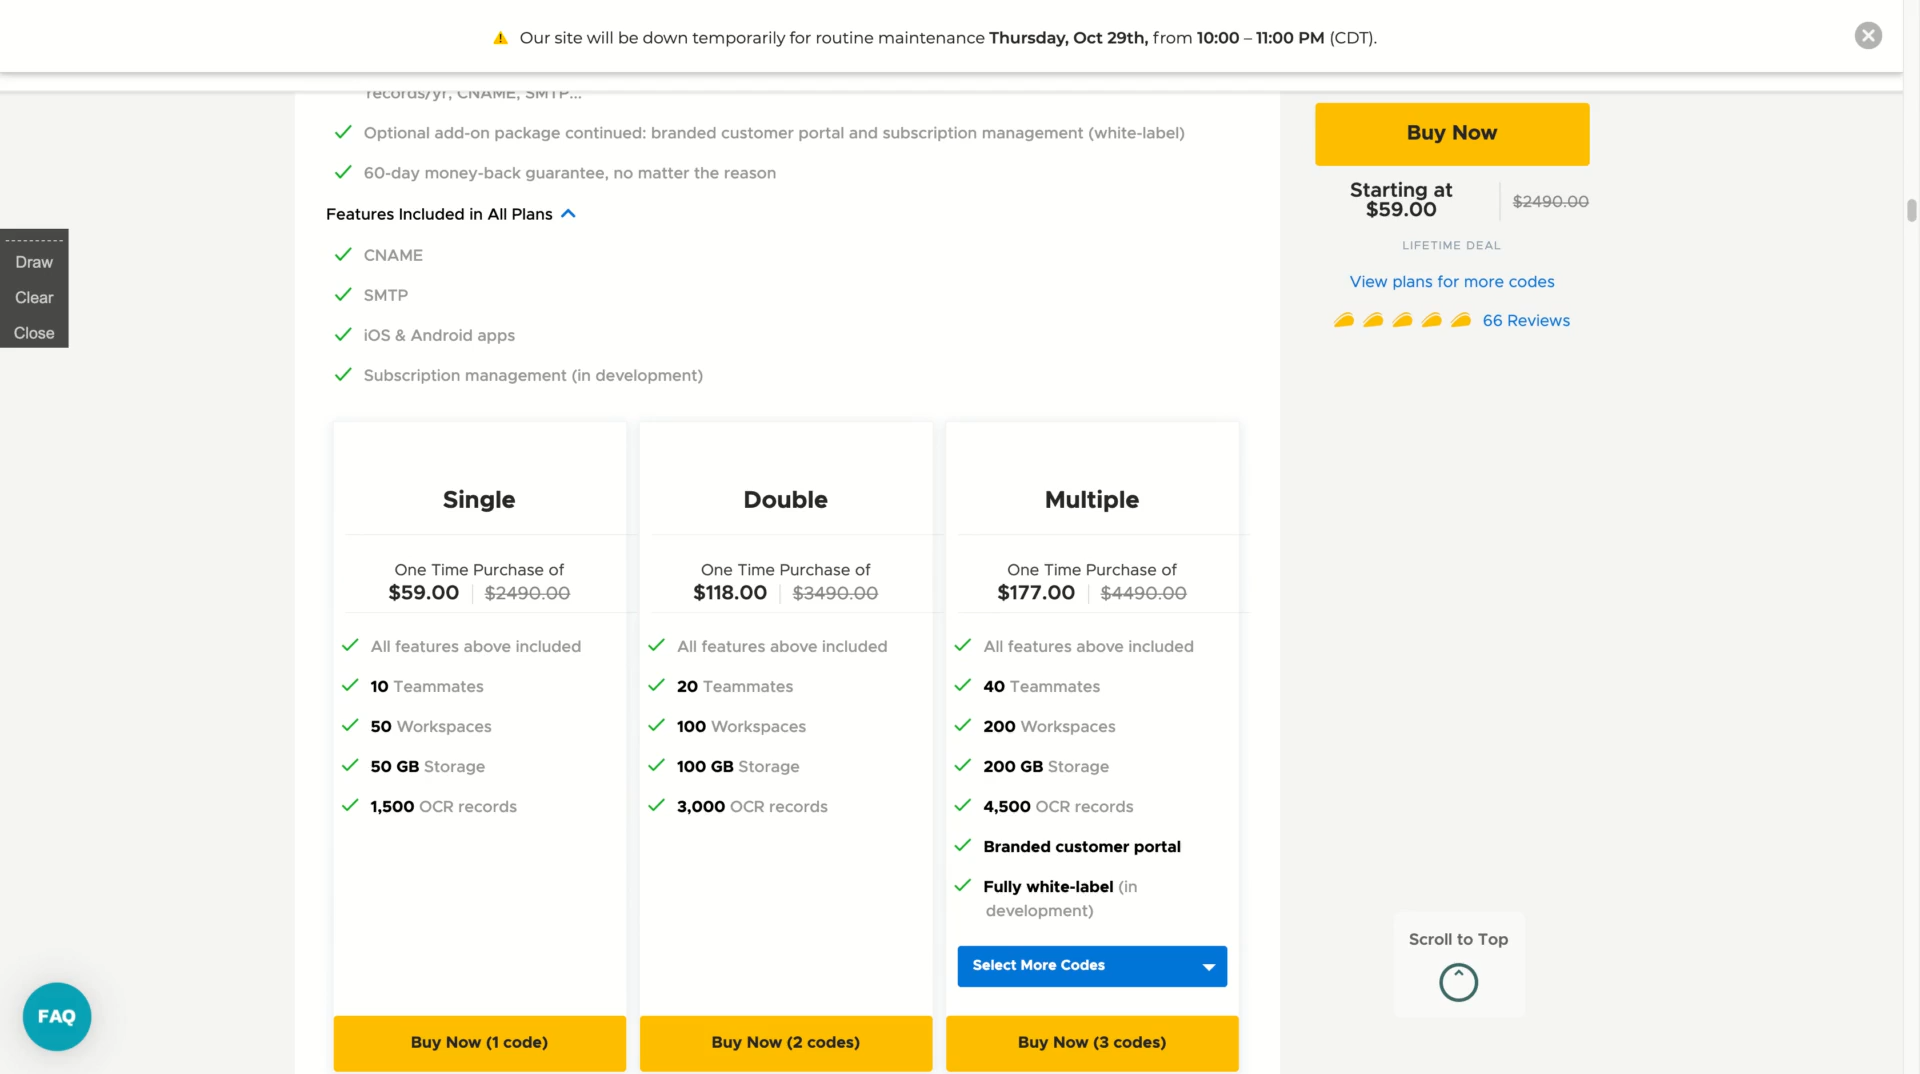 Our site will be down temporarily for routine maintenance Thursday, Oct 29th, from 10:00 – 11:00 PM (CDT).
records/yr, CNAME, SMTP...
Optional add-on package continued: branded customer portal and subscription management (white-label)
60-day money-back guarantee, no matter the reason
Features Included in All Plans
CNAME
SMTP
iOS & Android apps
Subscription management (in development)
Buy Now
Starting at
$59.00
$2490.00
LIFETIME DEAL
View plans for more codes
66 Reviews
Draw
Clear
Close
Single
One Time Purchase of
$59.00 $2490.00
All features above included
10 Teammates
50 Workspaces
50 GB Storage
1,500 OCR records
Buy Now (1 code)
Double
One Time Purchase of
$118.00 $3490.00
All features above included
20 Teammates
100 Workspaces
100 GB Storage
3,000 OCR records
Buy Now (2 codes)
Multiple
One Time Purchase of
$177.00 $4490.00
All features above included
40 Teammates
200 Workspaces
200 GB Storage
4,500 OCR records
Branded customer portal
Fully white-label (in
development)
Select More Codes
Buy Now (3 codes)
Scroll to Top
FAQ